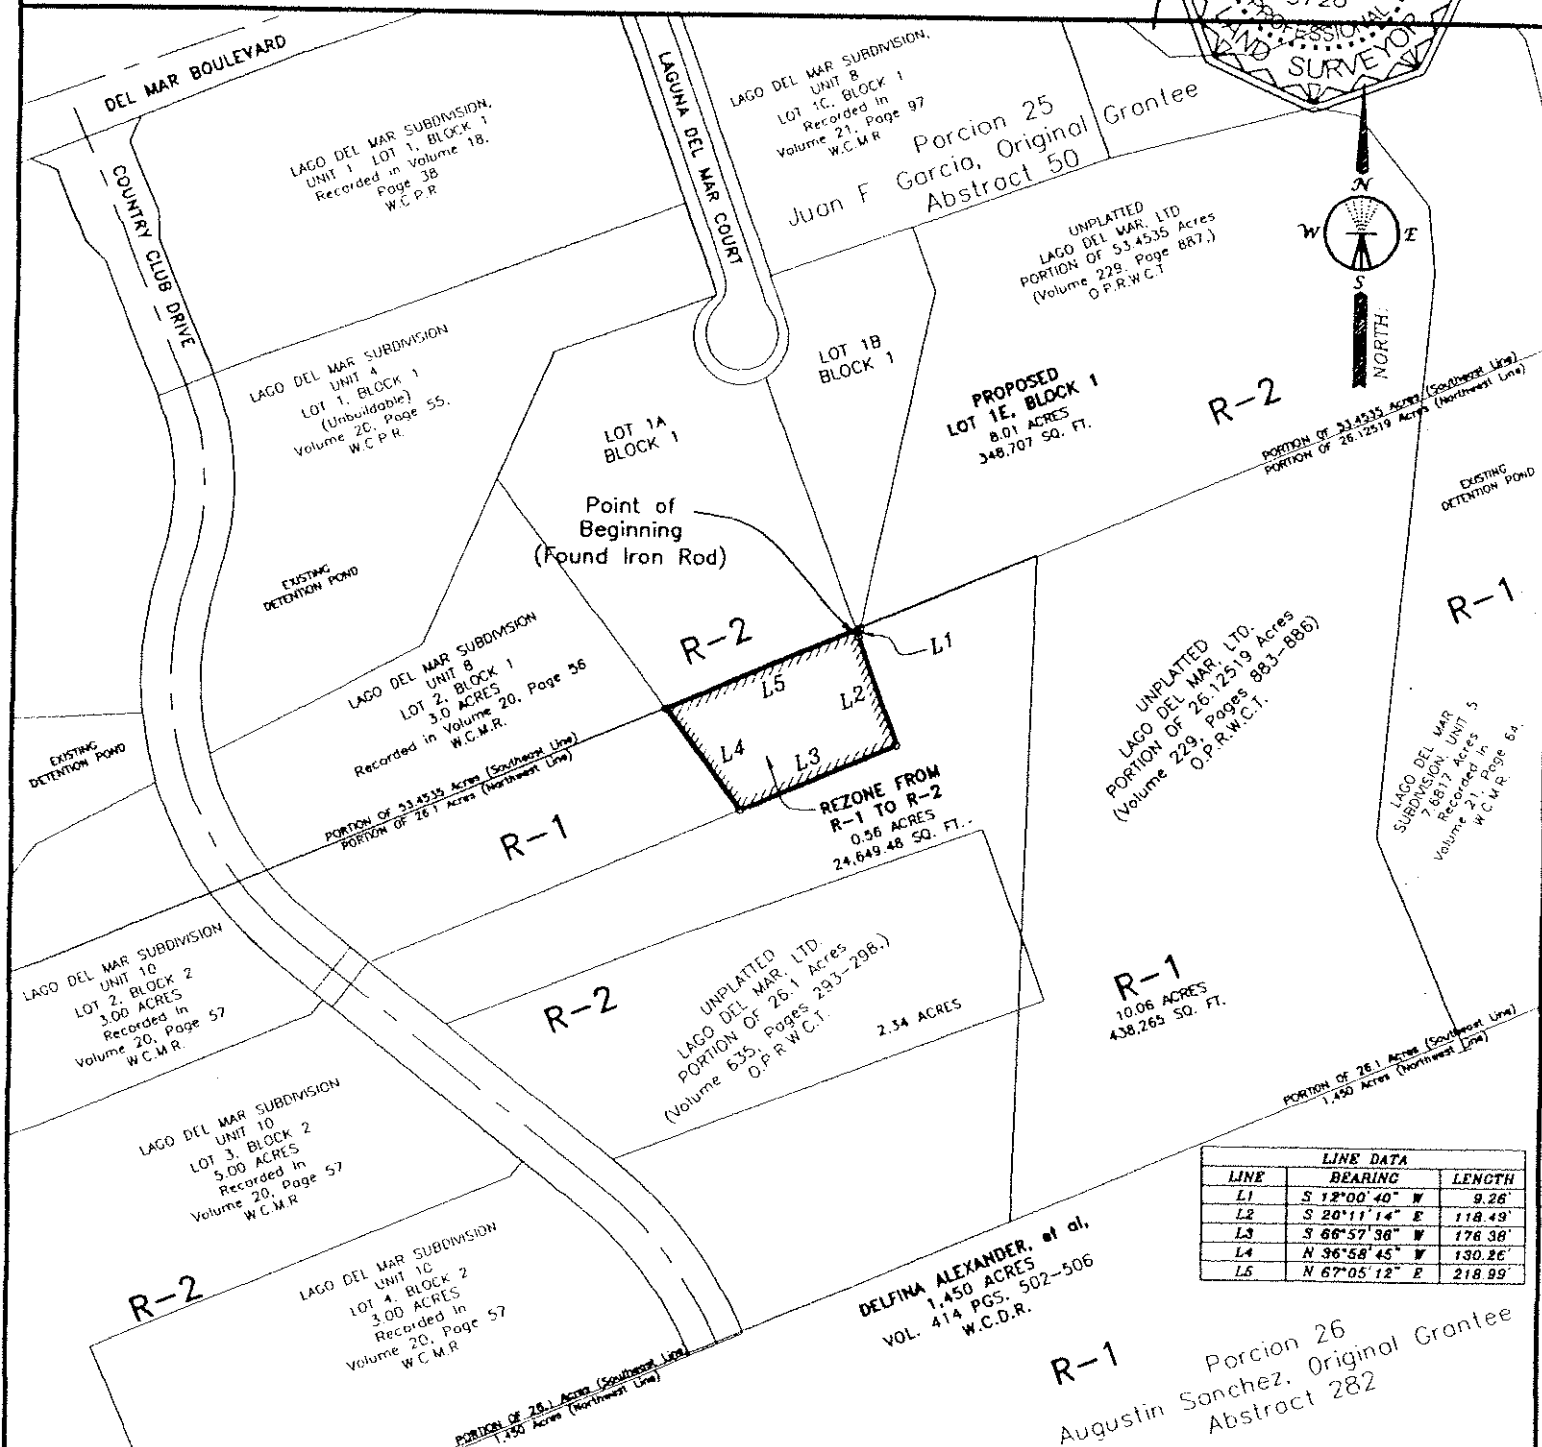 PROFESSIONAL
LAND SURVEYOR
DEL MAR BOULEVARD
COUNTRY CLUB DRIVE
LAGUNA DEL MAR COURT
LAGO DEL MAR SUBDIVISION,
UNIT 1 LOT 1, BLOCK 1
Recorded in Volume 18,
Page 38
W.C.P.R
LAGO DEL MAR SUBDIVISION,
UNIT 8
LOT 1C, BLOCK 1
Recorded in
Volume 21, Page 97
W.C.M.R
Porcion 25
Juan F Garcia, Original Grantee
Abstract 50
UNPLATTED
LAGO DEL MAR, LTD
PORTION OF 53.4535 Acres
(Volume 229, Page 887,)
O.P.R.W.C.T
N
W
E
S
NORTH
LAGO DEL MAR SUBDIVISION
UNIT 4
LOT 1, BLOCK 1
(Unbuildable)
Volume 20, Page 55,
W.C.P.R.
LOT 1A
BLOCK 1
LOT 1B
BLOCK 1
PROPOSED
LOT 1E, BLOCK 1
8.01 ACRES
348,707 SQ. FT.
R-2
PORTION OF 53.4535 Acres (Southeast Line)
PORTION OF 26.12519 Acres (Northwest Line)
EXISTING
DETENTION POND
Point of
Beginning
(Found Iron Rod)
EXISTING
DETENTION POND
R-2
L1
L2
L5
L4
L3
R-1
LAGO DEL MAR SUBDIVISION
UNIT 8
LOT 2, BLOCK 1
3.0 ACRES
Recorded in Volume 20, Page 56
W.C.M.R.
EXISTING
DETENTION POND
PORTION OF 53.4535 Acres (Southeast Line)
PORTION OF 26.1 Acres (Northwest Line)
R-1
REZONE FROM
R-1 TO R-2
0.56 ACRES
24,649.48 SQ. FT.
UNPLATTED
LAGO DEL MAR, LTD.
PORTION OF 26.12519 Acres
(Volume 229, Pages 883-886)
O.P.R.W.C.T.
LAGO DEL MAR
SUBDIVISION, UNIT 5
7.6817 Acres
Recorded in
Volume 21, Page 64,
W.C.M.R
LAGO DEL MAR SUBDIVISION
UNIT 10
LOT 2, BLOCK 2
3.00 ACRES
Recorded in
Volume 20, Page 57
W.C.M.R.
R-2
UNPLATTED
LAGO DEL MAR, LTD.
PORTION OF 26.1 Acres
(Volume 635, Pages 293-298,)
O.P.R.W.C.T.
2.34 ACRES
R-1
10.06 ACRES
438,265 SQ. FT.
PORTION OF 26.1 Acres (Southeast Line)
1,450 Acres (Northwest Line)
LAGO DEL MAR SUBDIVISION
UNIT 10
LOT 3, BLOCK 2
5.00 ACRES
Recorded in
Volume 20, Page 57
W.C.M.R
R-2
LAGO DEL MAR SUBDIVISION
UNIT 10
LOT 4, BLOCK 2
3.00 ACRES
Recorded in
Volume 20, Page 57
W.C.M.R
PORTION OF 26.1 Acres (Southeast Line)
1,450 Acres (Northwest Line)
DELFINA ALEXANDER, et al,
1,450 ACRES
VOL. 414 PGS. 502-506
W.C.D.R.
LINE DATA
LINE BEARING LENGTH
L1 S 12°00'40" W 9.26'
L2 S 20°11'14" E 118.49'
L3 S 66°57'36" W 176.38'
L4 N 36°58'45" W 130.26'
L5 N 67°05'12" E 218.99'
R-1
Porcion 26
Augustin Sanchez, Original Grantee
Abstract 282